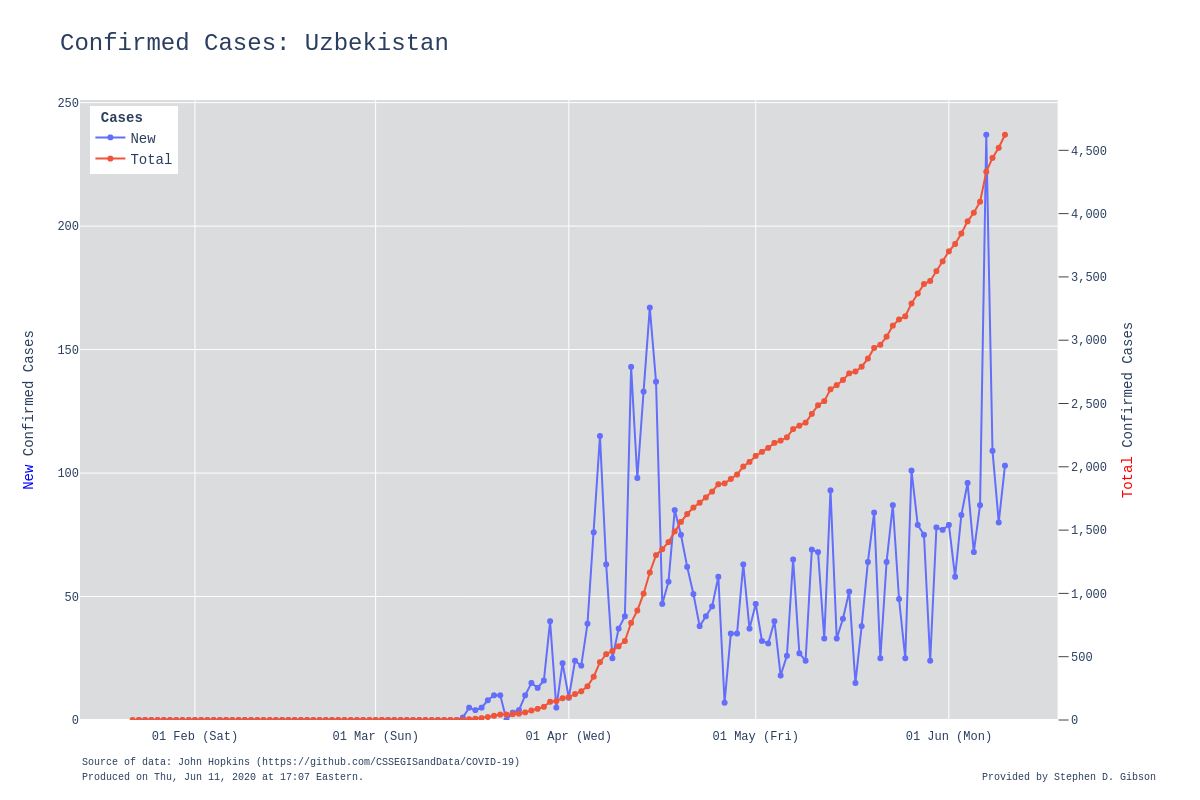 Confirmed Cases: Uzbekistan
Cases
New
Total
250
200
150
100
50
0
4,500
4,000
3,500
3,000
2,500
2,000
1,500
1,000
500
0
New Confirmed Cases
Total Confirmed Cases
01 Feb (Sat)
01 Mar (Sun)
01 Apr (Wed)
01 May (Fri)
01 Jun (Mon)
Source of data: John Hopkins (https://github.com/CSSEGISandData/COVID-19)
Produced on Thu, Jun 11, 2020 at 17:07 Eastern.
Provided by Stephen D. Gibson